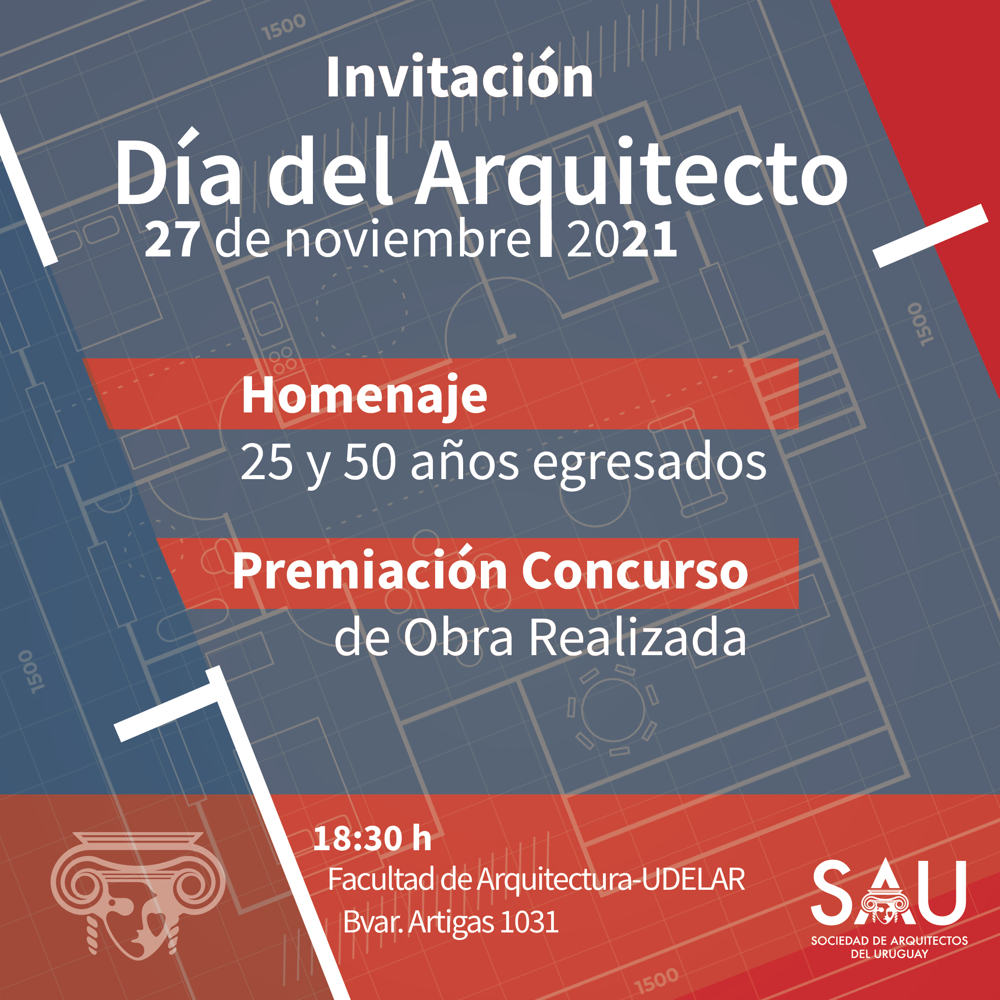 1500
Invitación
Día del Arquitecto
27 de noviembre 2021
1500
Homenaje
25 y 50 años egresados
Premiación Concurso
de Obra Realizada
1500
18:30 h
Facultad de Arquitectura-UDELAR
Bvar. Artigas 1031
SAU
SOCIEDAD DE ARQUITECTOS
DEL URUGUAY
1500